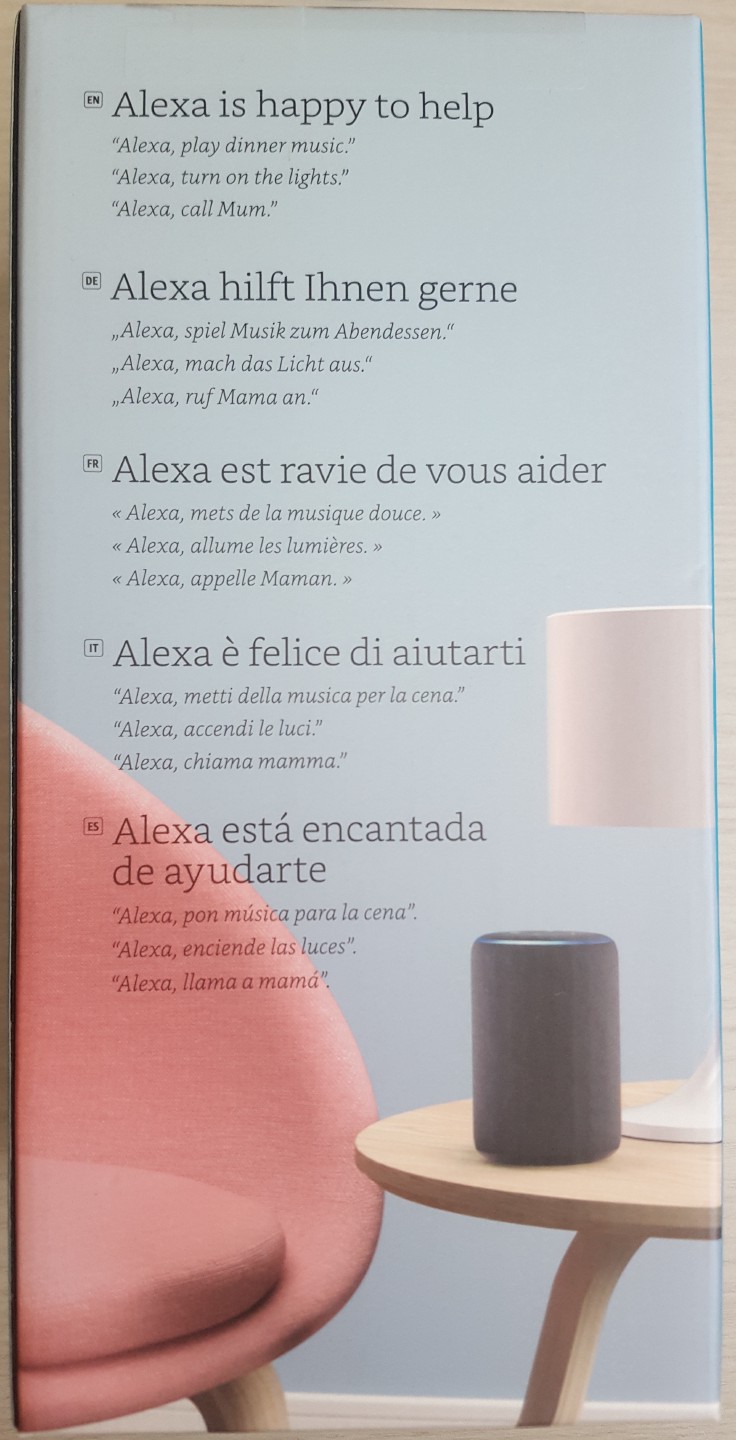 EN Alexa is happy to help
“Alexa, play dinner music.”
“Alexa, turn on the lights.”
“Alexa, call Mum.”
DE Alexa hilft Ihnen gerne
„Alexa, spiel Musik zum Abendessen.“
„Alexa, mach das Licht aus.“
„Alexa, ruf Mama an.“
FR Alexa est ravie de vous aider
« Alexa, mets de la musique douce. »
« Alexa, allume les lumières. »
« Alexa, appelle Maman. »
IT Alexa è felice di aiutarti
“Alexa, metti della musica per la cena.”
“Alexa, accendi le luci.”
“Alexa, chiama mamma.”
ES Alexa está encantada
de ayudarte
“Alexa, pon música para la cena”.
“Alexa, enciende las luces”.
“Alexa, llama a mamá”.